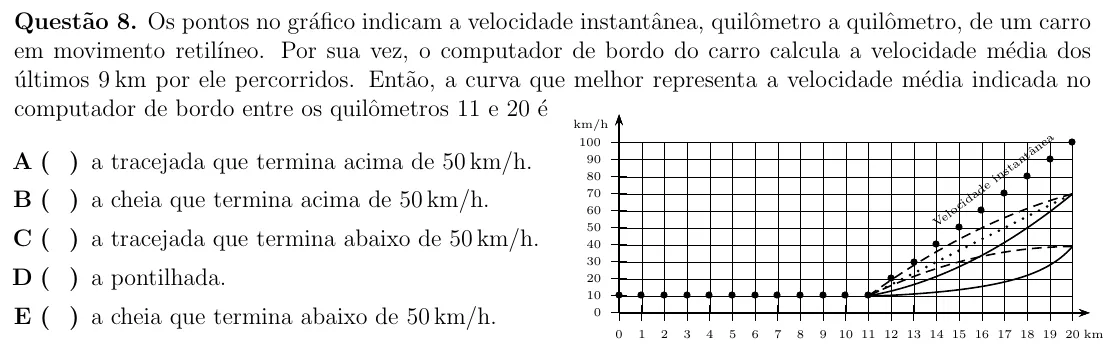 Questão 8. Os pontos no gráfico indicam a velocidade instantânea, quilômetro a quilômetro, de um carro
em movimento retilíneo. Por sua vez, o computador de bordo do carro calcula a velocidade média dos
últimos 9 km por ele percorridos. Então, a curva que melhor representa a velocidade média indicada no
computador de bordo entre os quilômetros 11 e 20 é
A ( ) a tracejada que termina acima de 50 km/h.
B ( ) a cheia que termina acima de 50 km/h.
C ( ) a tracejada que termina abaixo de 50 km/h.
D ( ) a pontilhada.
E ( ) a cheia que termina abaixo de 50 km/h.
km/h
100
90
80
70
60
50
40
30
20
10
0
Velocidade instantânea
0 1 2 3 4 5 6 7 8 9 10 11 12 13 14 15 16 17 18 19 20 km